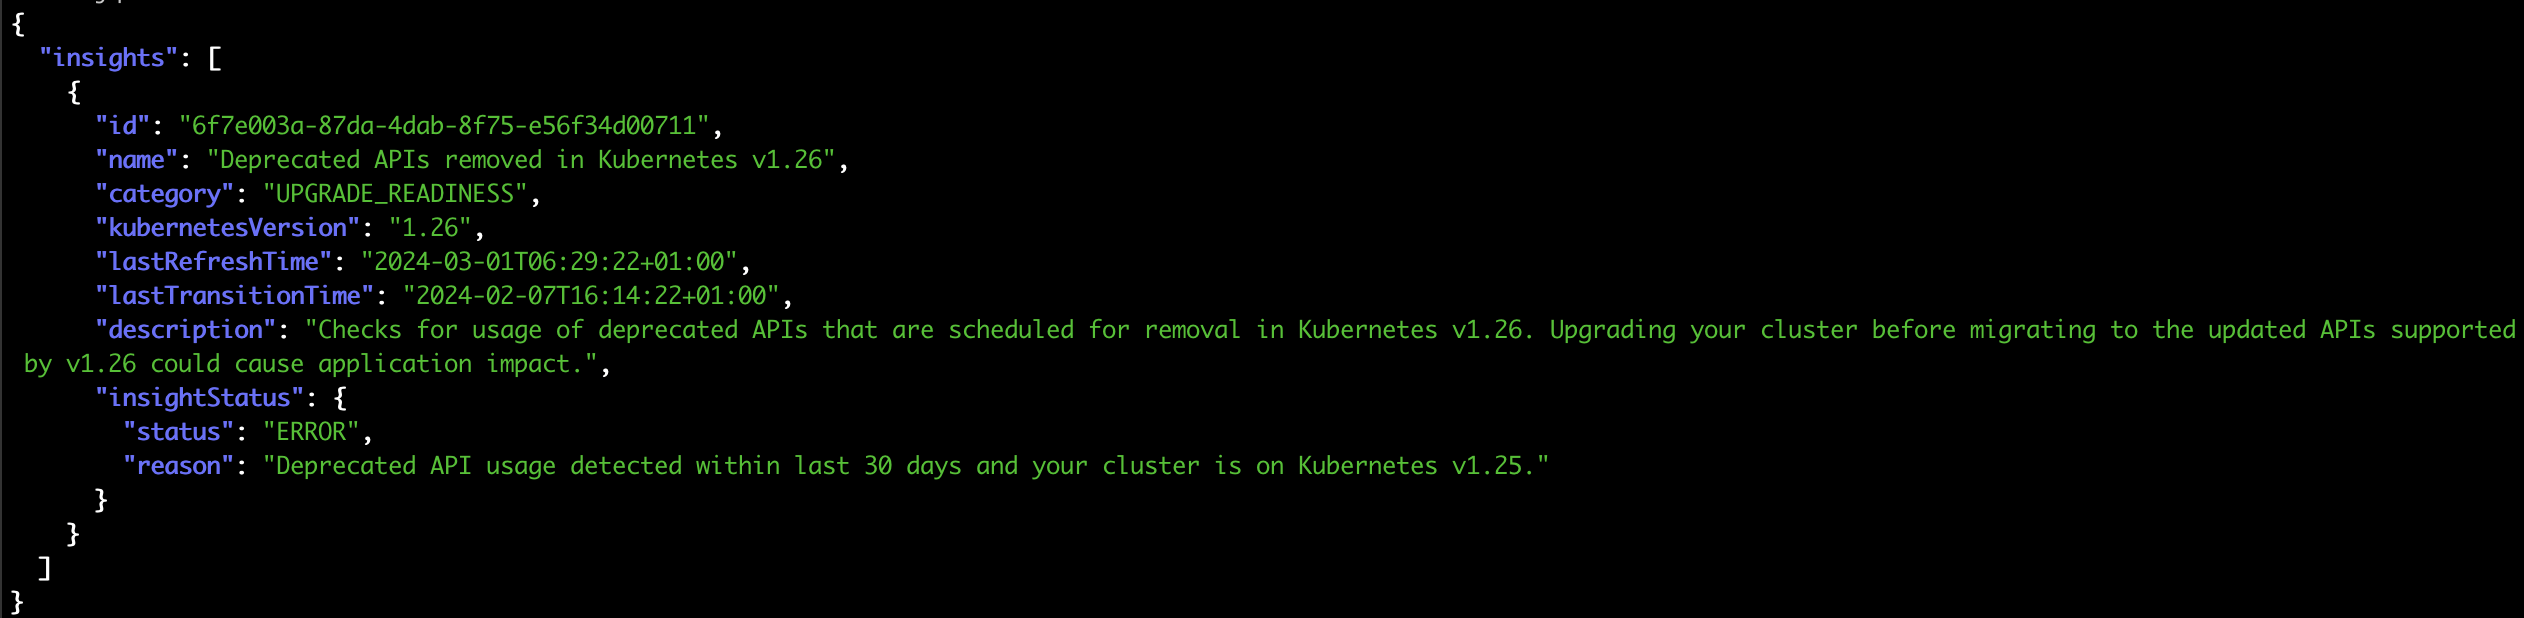 {
  "insights": [
    {
      "id": "6f7e003a-87da-4dab-8f75-e56f34d00711",
      "name": "Deprecated APIs removed in Kubernetes v1.26",
      "category": "UPGRADE_READINESS",
      "kubernetesVersion": "1.26",
      "lastRefreshTime": "2024-03-01T06:29:22+01:00",
      "lastTransitionTime": "2024-02-07T16:14:22+01:00",
      "description": "Checks for usage of deprecated APIs that are scheduled for removal in Kubernetes v1.26. Upgrading your cluster before migrating to the updated APIs supported
 by v1.26 could cause application impact.",
      "insightStatus": {
        "status": "ERROR",
        "reason": "Deprecated API usage detected within last 30 days and your cluster is on Kubernetes v1.25."
      }
    }
  ]
}